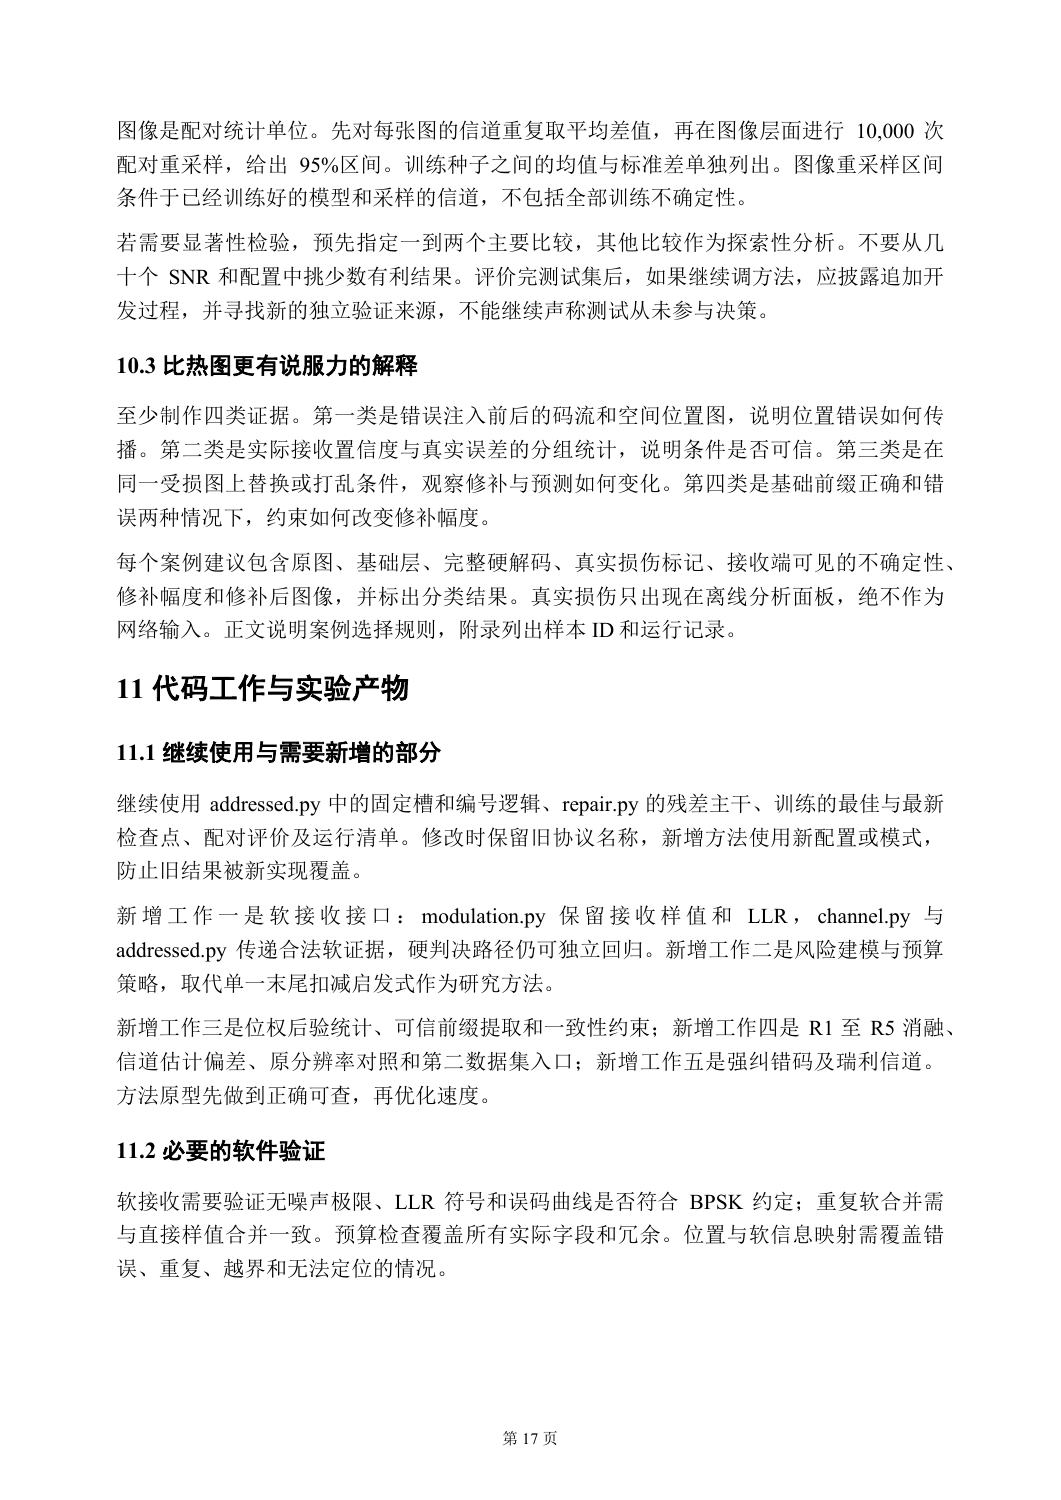 图像是配对统计单位。先对每张图的信道重复取平均差值，再在图像层面进行 10,000 次
配对重采样，给出 95%区间。训练种子之间的均值与标准差单独列出。图像重采样区间
条件于已经训练好的模型和采样的信道，不包括全部训练不确定性。
若需要显著性检验，预先指定一到两个主要比较，其他比较作为探索性分析。不要从几
十个 SNR 和配置中挑少数有利结果。评价完测试集后，如果继续调方法，应披露追加开
发过程，并寻找新的独立验证来源，不能继续声称测试从未参与决策。
10.3 比热图更有说服力的解释
至少制作四类证据。第一类是错误注入前后的码流和空间位置图，说明位置错误如何传
播。第二类是实际接收置信度与真实误差的分组统计，说明条件是否可信。第三类是在
同一受损图上替换或打乱条件，观察修补与预测如何变化。第四类是基础前缀正确和错
误两种情况下，约束如何改变修补幅度。
每个案例建议包含原图、基础层、完整硬解码、真实损伤标记、接收端可见的不确定性、
修补幅度和修补后图像，并标出分类结果。真实损伤只出现在离线分析面板，绝不作为
网络输入。正文说明案例选择规则，附录列出样本 ID 和运行记录。
11 代码工作与实验产物
11.1 继续使用与需要新增的部分
继续使用 addressed.py 中的固定槽和编号逻辑、repair.py 的残差主干、训练的最佳与最新
检查点、配对评价及运行清单。修改时保留旧协议名称，新增方法使用新配置或模式，
防止旧结果被新实现覆盖。
新增工作一是软接收接口：modulation.py 保留接收样值和 LLR，channel.py 与
addressed.py 传递合法软证据，硬判决路径仍可独立回归。新增工作二是风险建模与预算
策略，取代单一末尾扣减启发式作为研究方法。
新增工作三是位权后验统计、可信前缀提取和一致性约束；新增工作四是 R1 至 R5 消融、
信道估计偏差、原分辨率对照和第二数据集入口；新增工作五是强纠错码及瑞利信道。
方法原型先做到正确可查，再优化速度。
11.2 必要的软件验证
软接收需要验证无噪声极限、LLR 符号和误码曲线是否符合 BPSK 约定；重复软合并需
与直接样值合并一致。预算检查覆盖所有实际字段和冗余。位置与软信息映射需覆盖错
误、重复、越界和无法定位的情况。
第 17 页